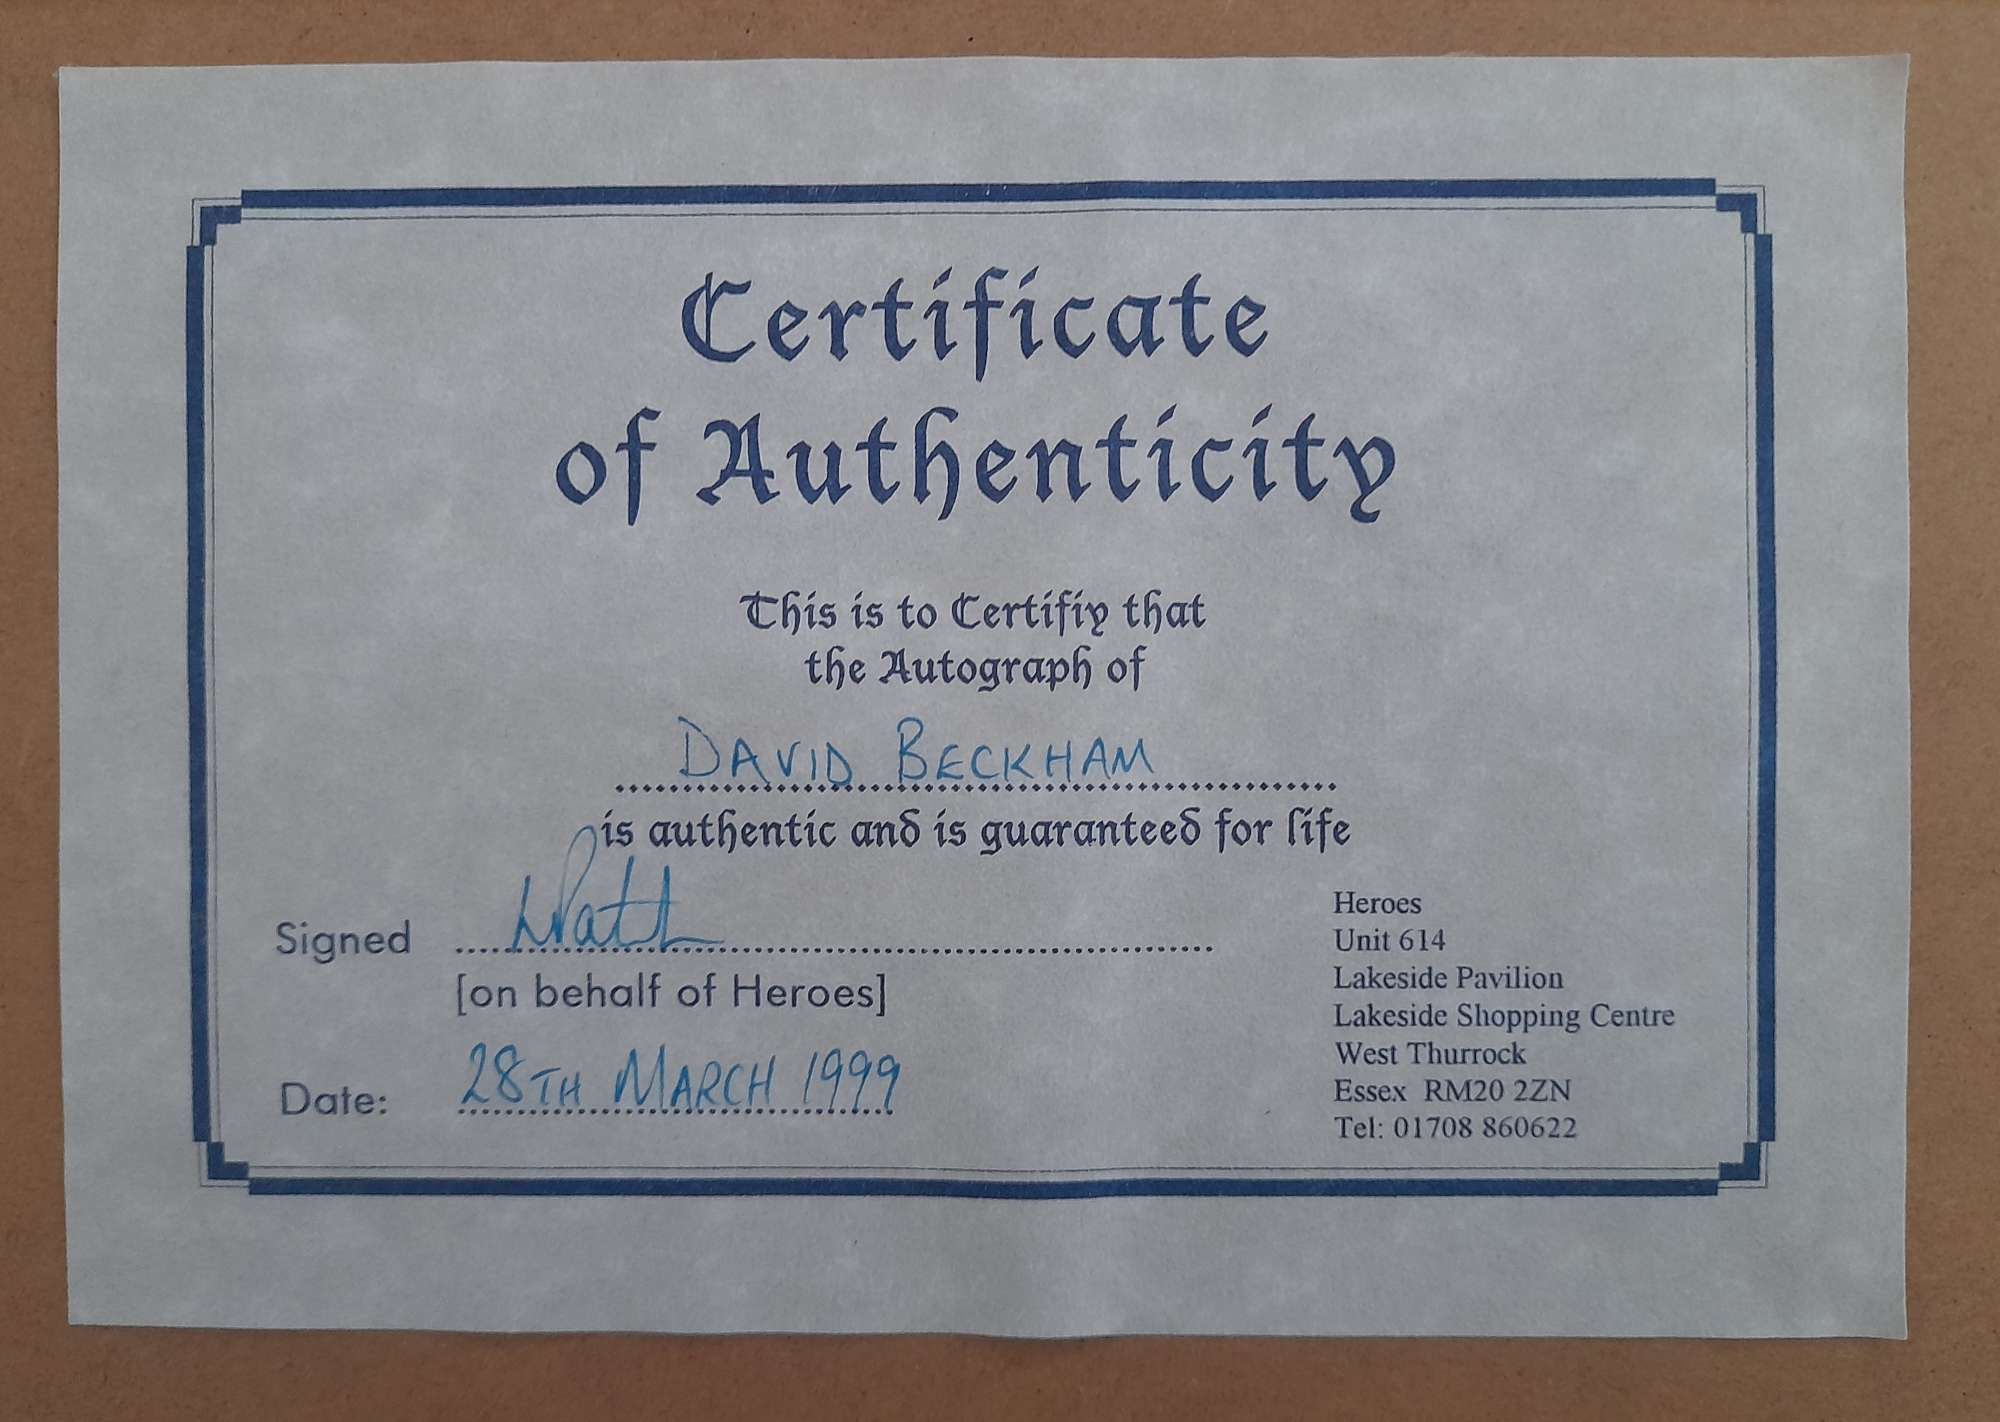 Certificate
of Authenticity
This is to Certifiy that
the Autograph of
DAVID BECKHAM
is authentic and is guaranteed for life
Signed
[on behalf of Heroes]
Date: 28TH MARCH 1999
Heroes
Unit 614
Lakeside Pavilion
Lakeside Shopping Centre
West Thurrock
Essex RM20 2ZN
Tel: 01708 860622